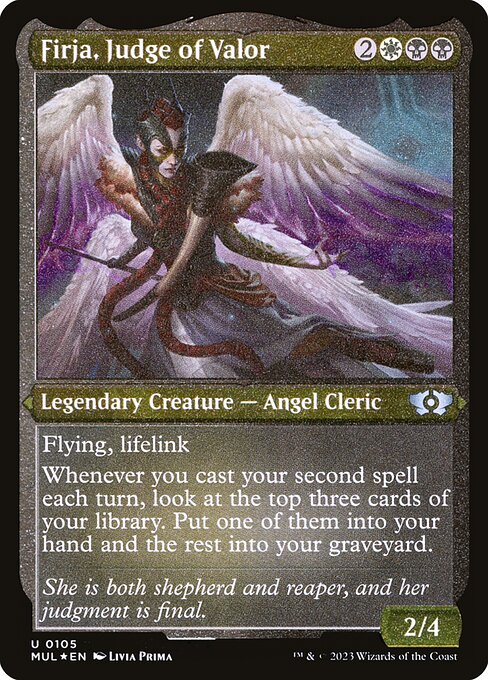 Firja, Judge of Valor 2
Legendary Creature — Angel Cleric
Flying, lifelink
Whenever you cast your second spell
each turn, look at the top three cards of
your library. Put one of them into your
hand and the rest into your graveyard.
She is both shepherd and reaper, and her
judgment is final.
2/4
U 0105
MUL★EN Livia Prima
™ & © 2023 Wizards of the Coast